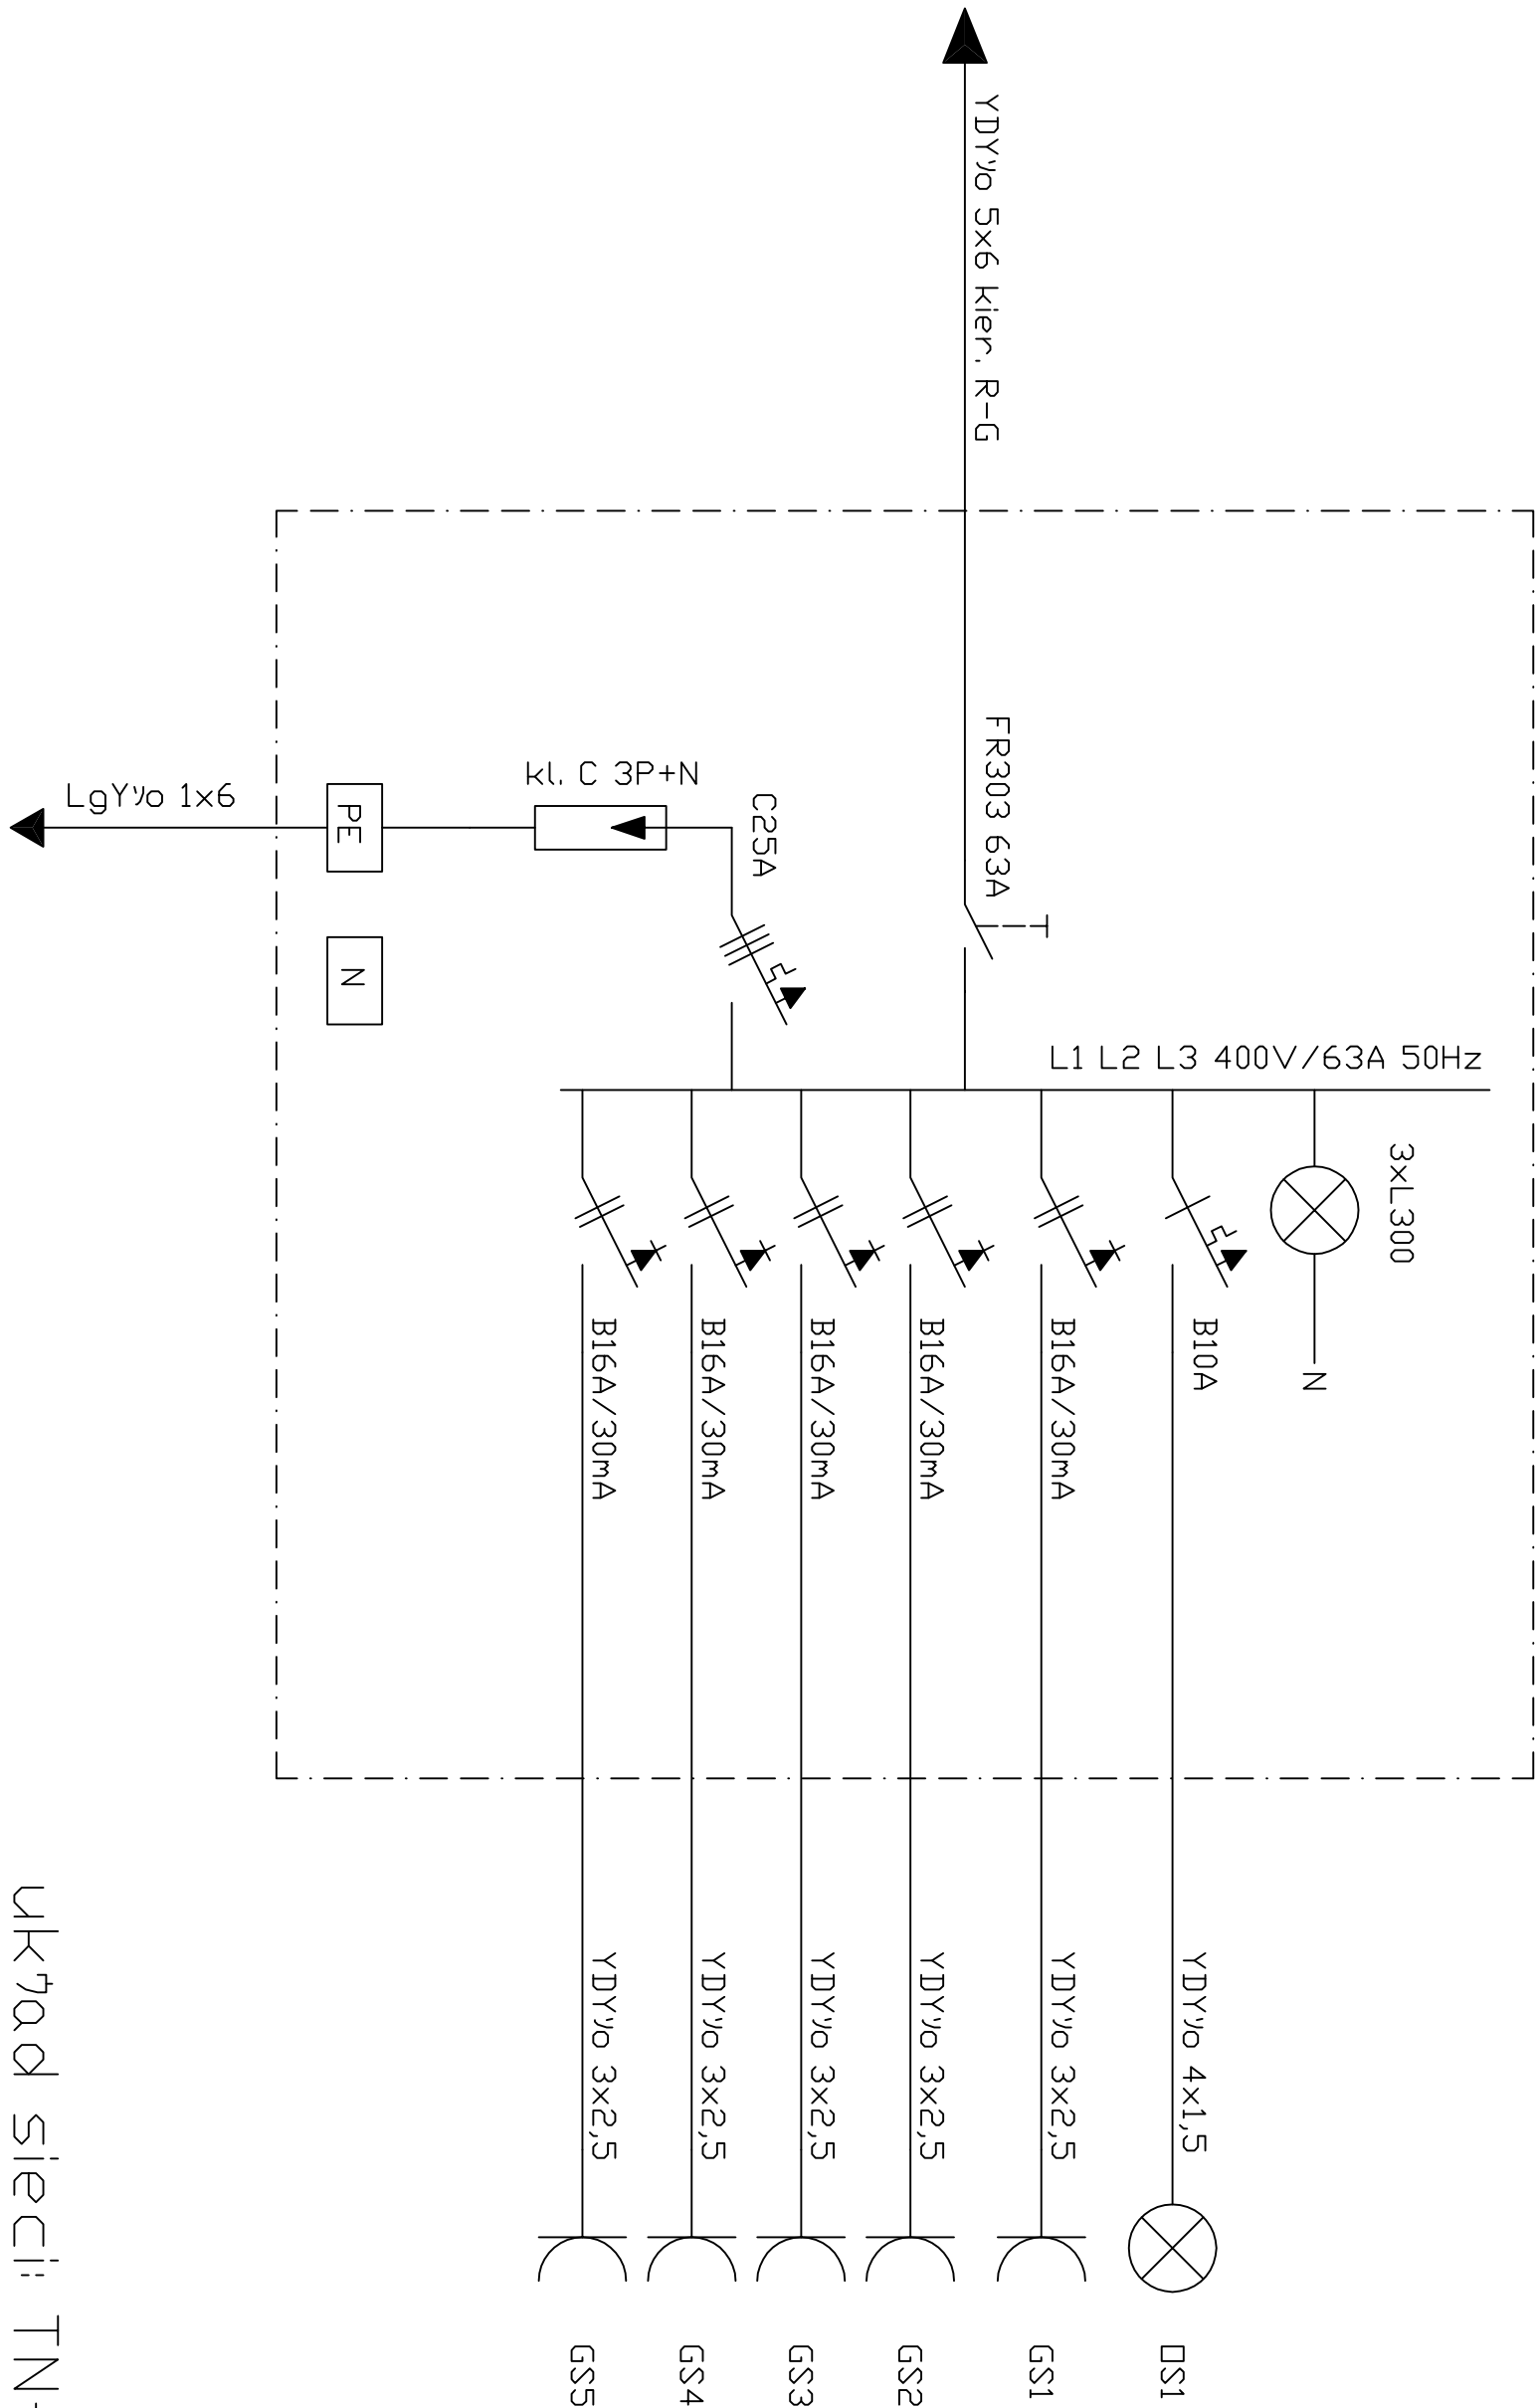 YDYżo 5x6 kier. R-G
FR303 63A
L1 L2 L3 400V/63A 50Hz
3xL300
N
kl. C 3P+N
C25A
LgYżo 1x6
PE
N
B10A
B16A/30mA
B16A/30mA
B16A/30mA
B16A/30mA
B16A/30mA
YDYżo 4x1,5
YDYżo 3x2,5
YDYżo 3x2,5
YDYżo 3x2,5
YDYżo 3x2,5
YDYżo 3x2,5
OS1
GS1
GS2
GS3
GS4
GS5
układ sieci: TN-